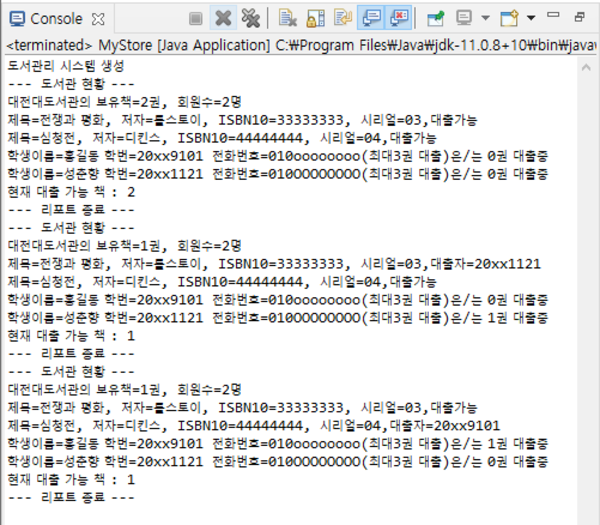 Console
<terminated> MyStore [Java Application] C:₩Program Files₩Java₩jdk-11.0.8+10₩bin₩javaw
도서관리 시스템 생성
--- 도서관 현황 ---
대전대도서관의 보유책=2권, 회원수=2명
제목=전쟁과 평화, 저자=톨스토이, ISBN10=33333333, 시리얼=03,대출가능
제목=심청전, 저자=디킨스, ISBN10=44444444, 시리얼=04,대출가능
학생이름=홍길동 학번=20xx9101 전화번호=010oooooooo(최대3권 대출)은/는 0권 대출중
학생이름=성춘향 학번=20xx1121 전화번호=010OOOOOOOO(최대3권 대출)은/는 0권 대출중
현재 대출 가능 책 : 2
--- 리포트 종료 ---
--- 도서관 현황 ---
대전대도서관의 보유책=1권, 회원수=2명
제목=전쟁과 평화, 저자=톨스토이, ISBN10=33333333, 시리얼=03,대출자=20xx1121
제목=심청전, 저자=디킨스, ISBN10=44444444, 시리얼=04,대출가능
학생이름=홍길동 학번=20xx9101 전화번호=010oooooooo(최대3권 대출)은/는 0권 대출중
학생이름=성춘향 학번=20xx1121 전화번호=010OOOOOOOO(최대3권 대출)은/는 1권 대출중
현재 대출 가능 책 : 1
--- 리포트 종료 ---
--- 도서관 현황 ---
대전대도서관의 보유책=1권, 회원수=2명
제목=전쟁과 평화, 저자=톨스토이, ISBN10=33333333, 시리얼=03,대출가능
제목=심청전, 저자=디킨스, ISBN10=44444444, 시리얼=04,대출자=20xx9101
학생이름=홍길동 학번=20xx9101 전화번호=010oooooooo(최대3권 대출)은/는 1권 대출중
학생이름=성춘향 학번=20xx1121 전화번호=010OOOOOOOO(최대3권 대출)은/는 0권 대출중
현재 대출 가능 책 : 1
--- 리포트 종료 ---